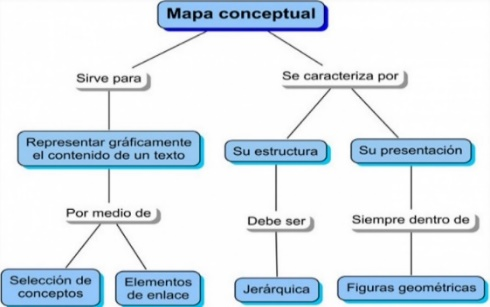 Mapa conceptual
Sirve para
Se caracteriza por
Representar gráficamente
el contenido de un texto
Su estructura
Su presentación
Por medio de
Debe ser
Siempre dentro de
Selección de
conceptos
Elementos
de enlace
Jerárquica
Figuras geométricas